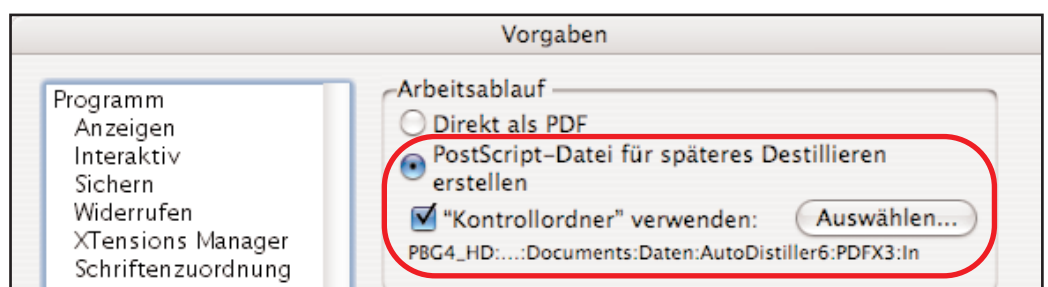 Vorgaben
Programm
Anzeigen
Interaktiv
Sichern
Widerrufen
XTensions Manager
Schriftenzuordnung
Arbeitsablauf
Direkt als PDF
PostScript-Datei für späteres Destillieren
erstellen
"Kontrollordner" verwenden:
Auswählen...
PBG4_HD:...:Documents:Daten:AutoDistiller6:PDFX3:In